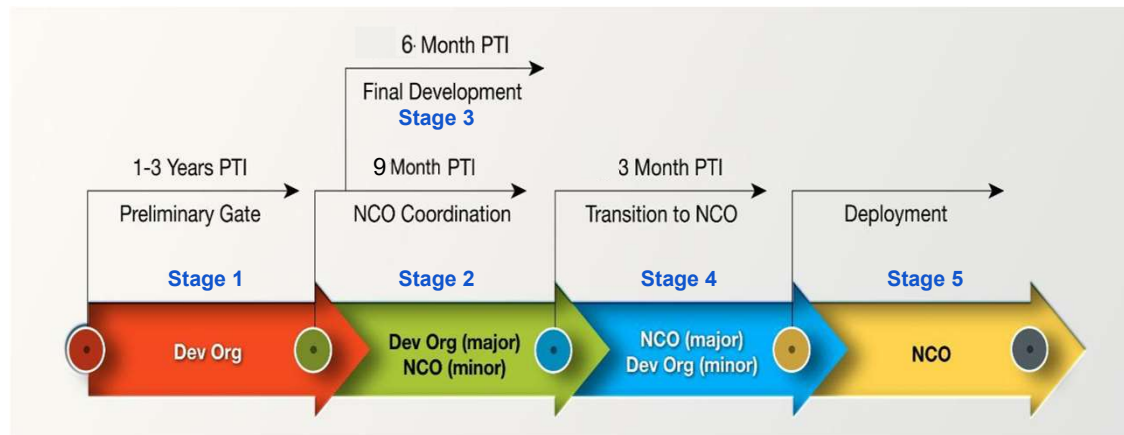 6- Month PTI
Final Development
Stage 3
1-3 Years PTI
9 Month PTI
3 Month PTI
Preliminary Gate
NCO Coordination
Transition to NCO
Deployment
Stage 1
Stage 2
Stage 4
Stage 5
Dev Org
Dev Org (major)
NCO (minor)
NCO (major)
Dev Org (minor)
NCO